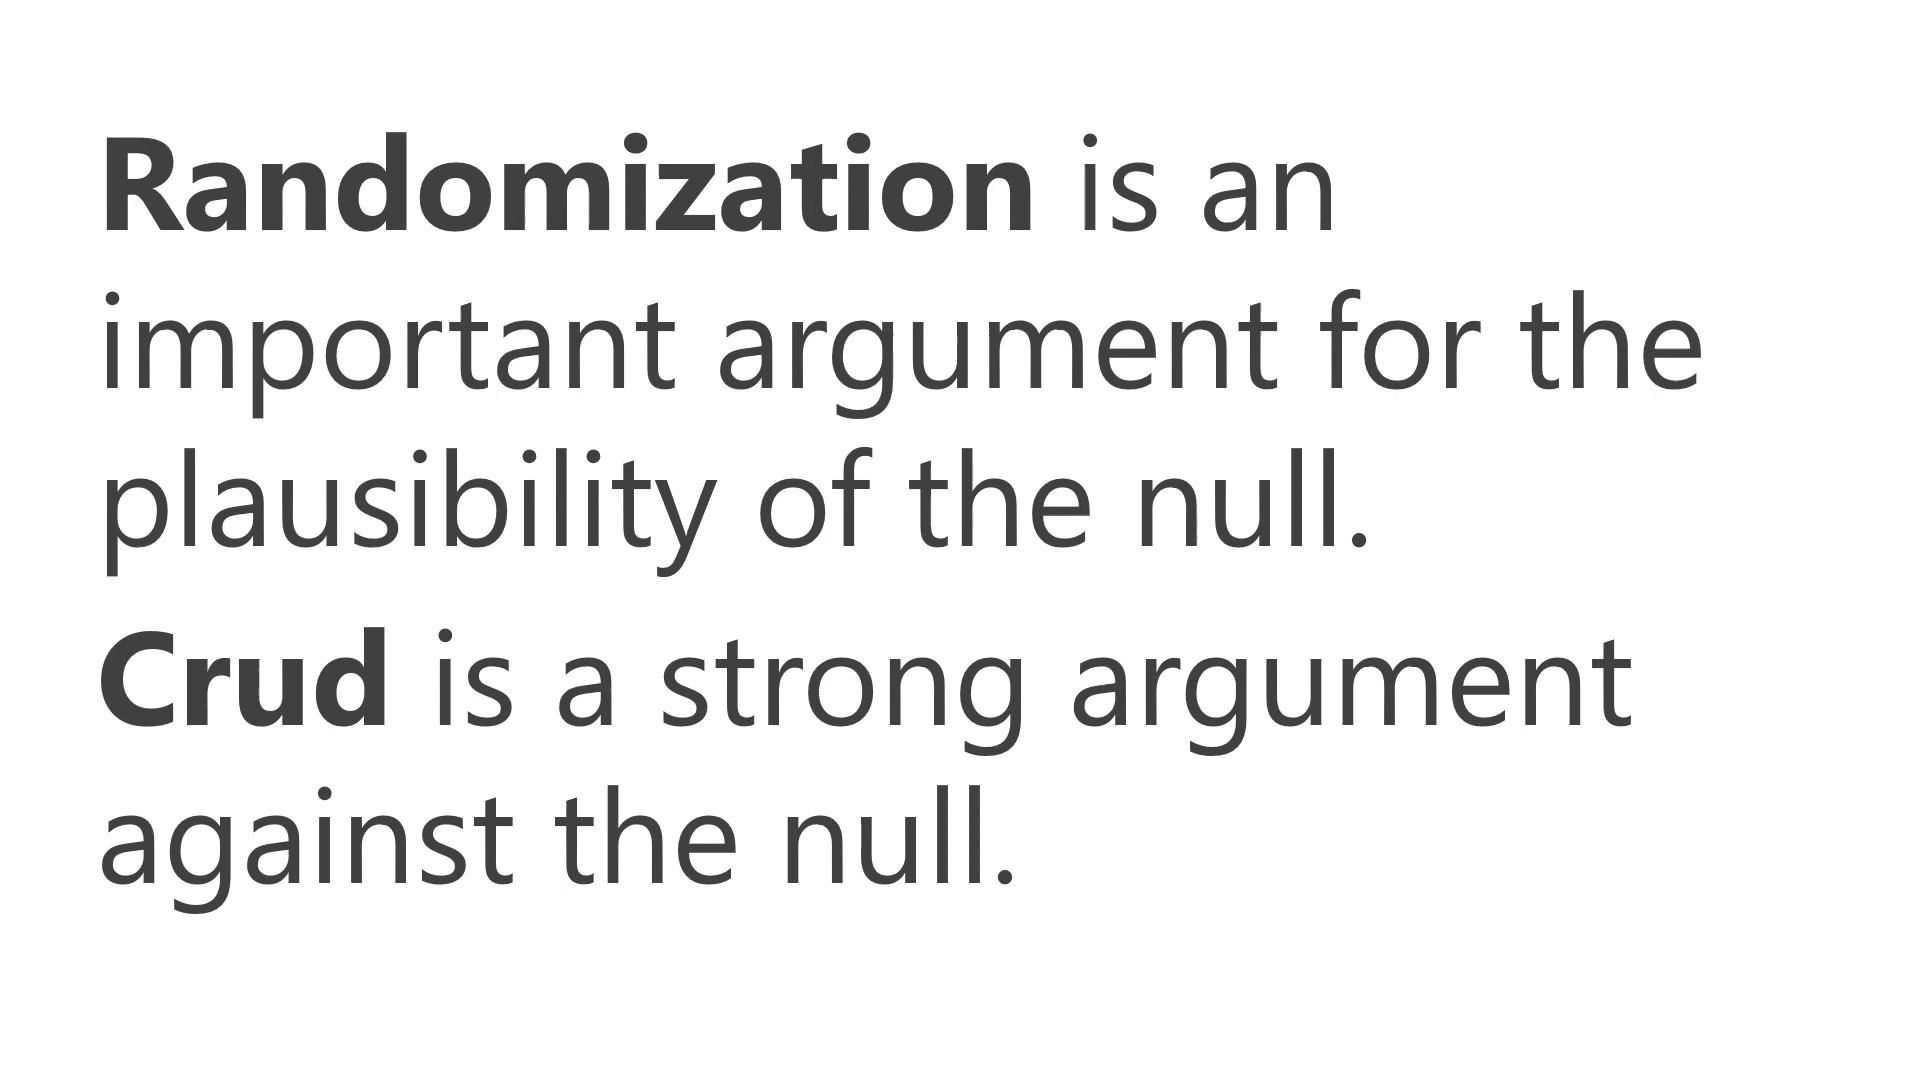 Randomization is an
important argument for the
plausibility of the null.
Crud is a strong argument
against the null.